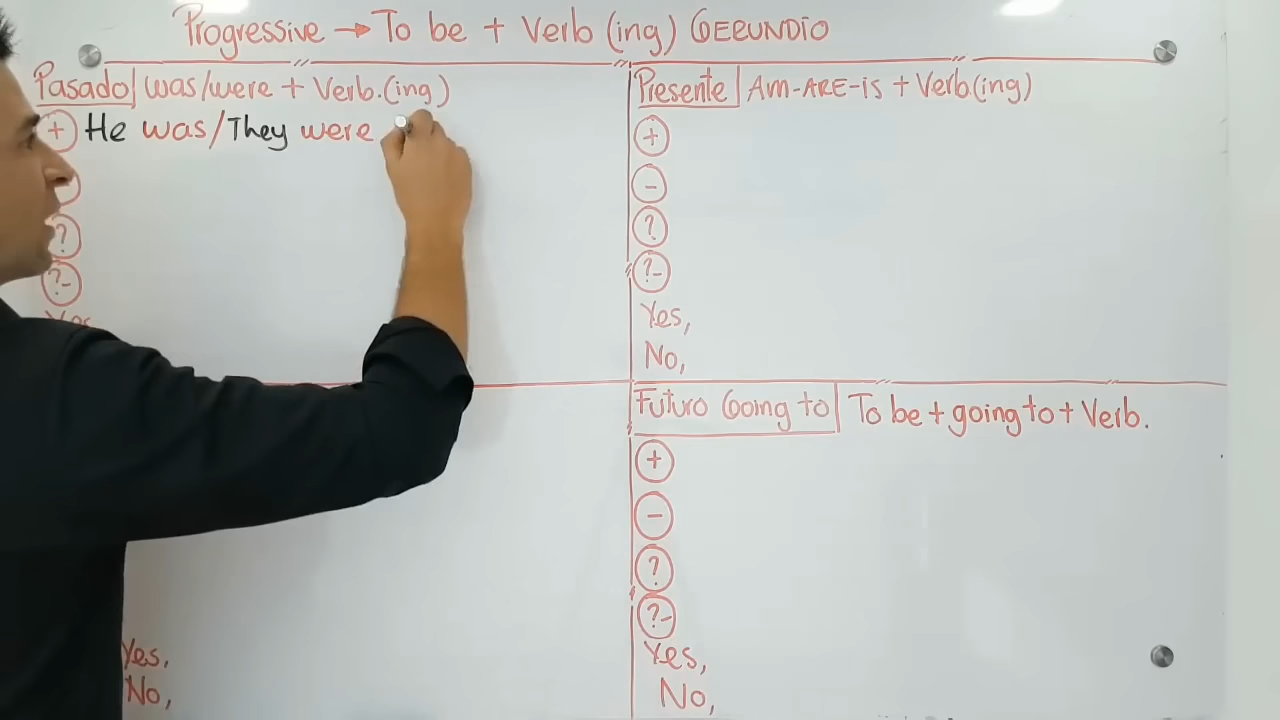 Progressive → To be + Verb (ing) GERUNDIO
Pasado was/were + Verb.(ing)
+ He was/They were
?
?-
Yes,
No,
Presente AM-ARE-is + Verb(ing)
+
-
?
?-
Yes,
No,
Futuro Going to To be + going to + Verb.
+
-
?
?-
Yes,
No,